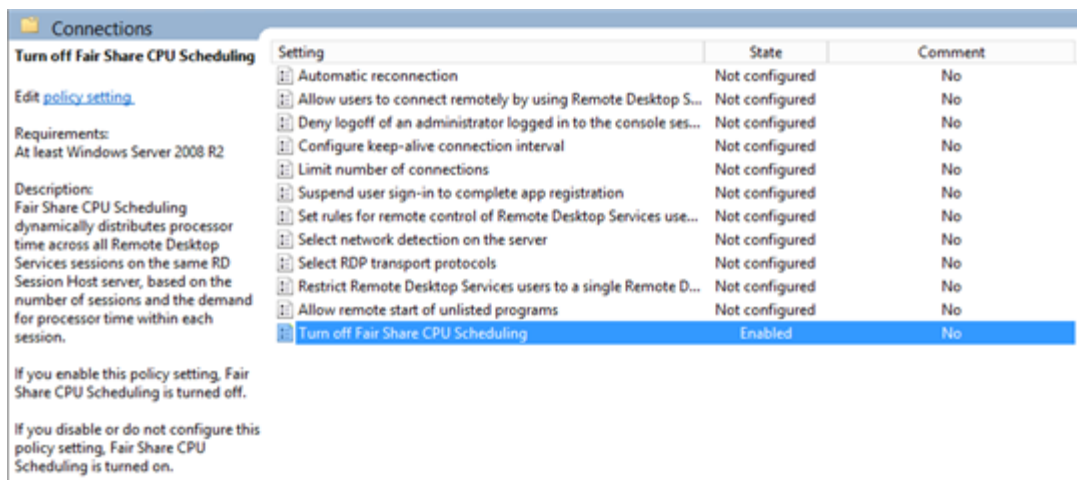 Connections
Turn off Fair Share CPU Scheduling
Edit policy setting
Requirements:
At least Windows Server 2008 R2
Description:
Fair Share CPU Scheduling
dynamically distributes processor
time across all Remote Desktop
Services sessions on the same RD
Session Host server, based on the
number of sessions and the demand
for processor time within each
session.
If you enable this policy setting, Fair
Share CPU Scheduling is turned off.
If you disable or do not configure this
policy setting, Fair Share CPU
Scheduling is turned on.
Setting State Comment
Automatic reconnection Not configured No
Allow users to connect remotely by using Remote Desktop S... Not configured No
Deny logoff of an administrator logged in to the console ses... Not configured No
Configure keep-alive connection interval Not configured No
Limit number of connections Not configured No
Suspend user sign-in to complete app registration Not configured No
Set rules for remote control of Remote Desktop Services use... Not configured No
Select network detection on the server Not configured No
Select RDP transport protocols Not configured No
Restrict Remote Desktop Services users to a single Remote D... Not configured No
Allow remote start of unlisted programs Not configured No
Turn off Fair Share CPU Scheduling Enabled No